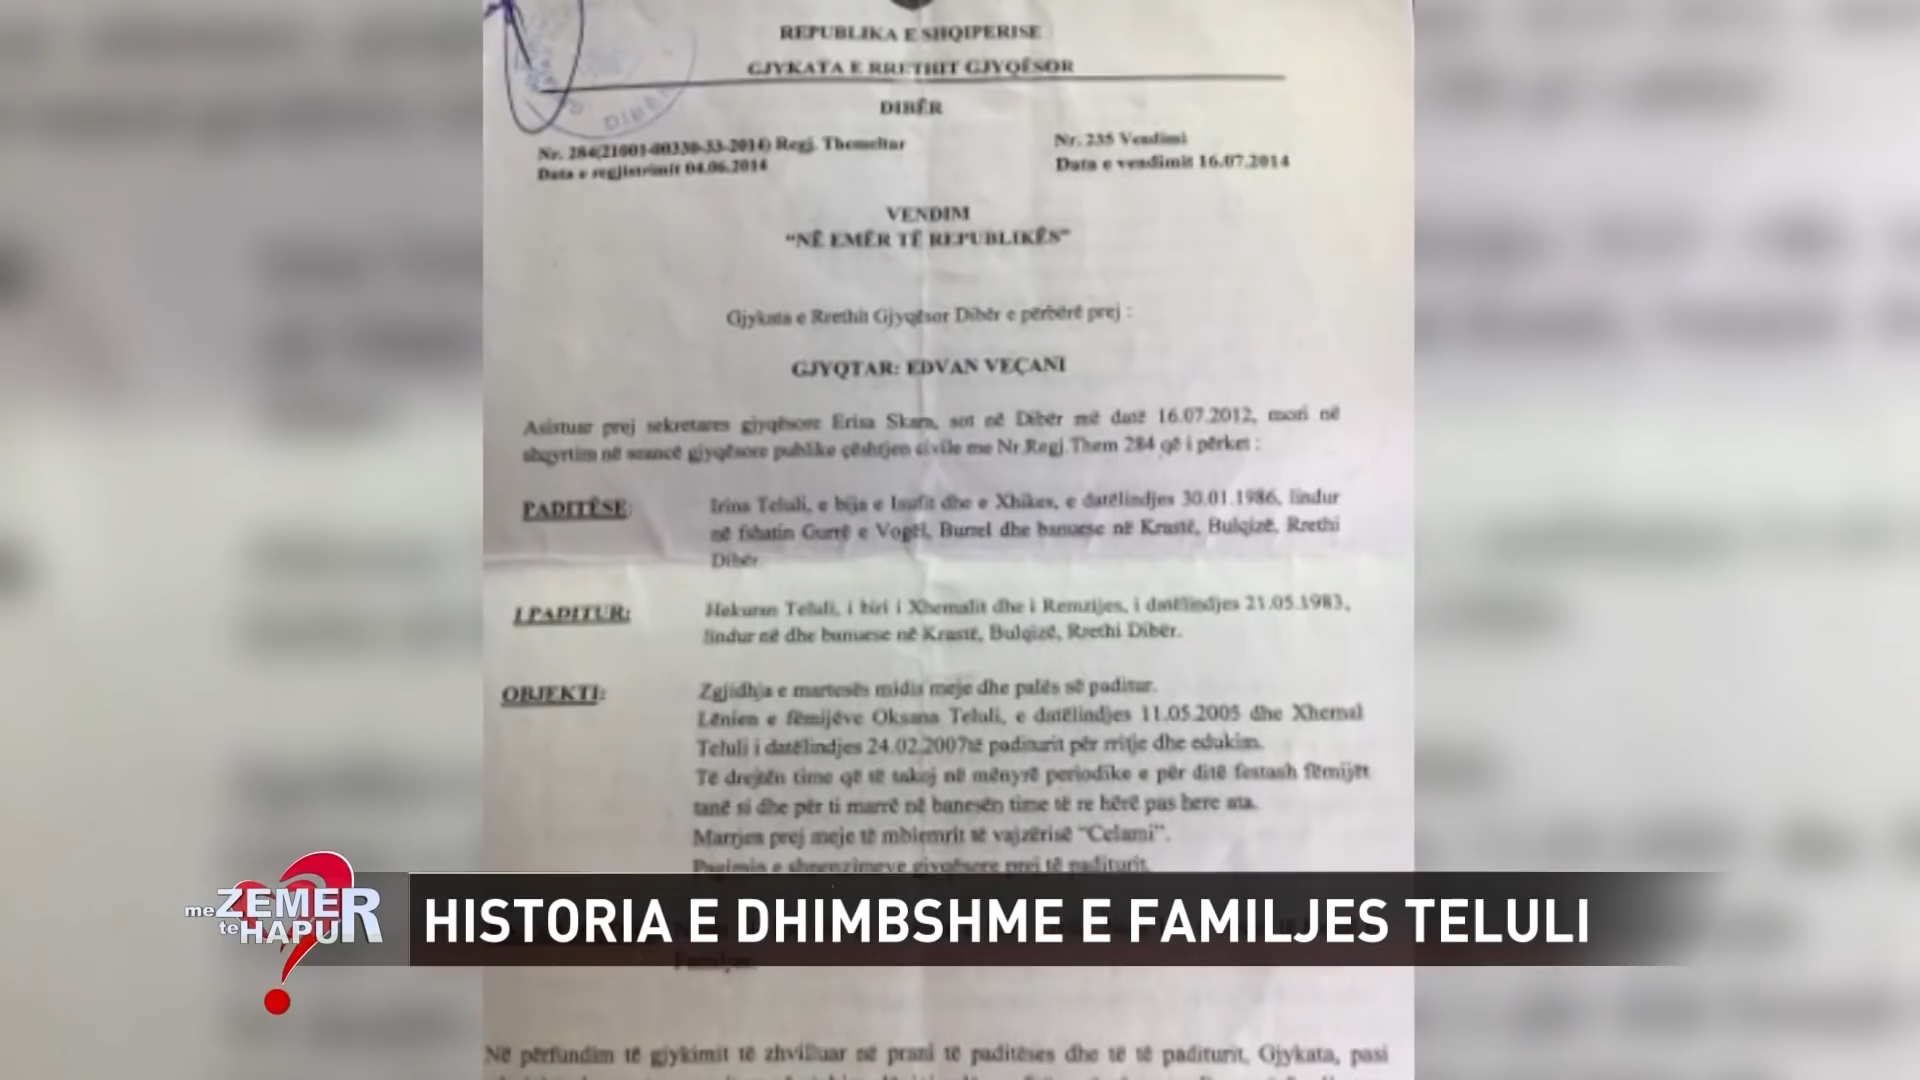 REPUBLIKA E SHQIPERISE
GJYKATA E RRETHIT GJYQËSOR
DIBËR
DIBËR
Nr. 284(21001-00330-33-2014) Regj. Themeltar
Data e regjistrimit 04.06.2014
Nr. 235 Vendimi
Data e vendimit 16.07.2014
VENDIM
“NË EMËR TË REPUBLIKËS”
Gjykata e Rrethit Gjyqësor Dibër e përbërë prej :
GJYQTAR: EDVAN VEÇANI
Asistuar prej sekretares gjyqësore Erisa Skara, sot në Dibër më datë 16.07.2012, mori në
shqyrtim në seancë gjyqësore publike çështjen civile me Nr.Regj.Them 284 që i përket :
PADITËSE:
Irina Teluli, e bija e Isufit dhe e Xhikes, e datëlindjes 30.01.1986, lindur
në fshatin Gurrë e Vogël, Burrel dhe banuese në Krastë, Bulqizë, Rrethi
Dibër.
I PADITUR:
Hekuran Teluli, i biri i Xhemalit dhe i Remzijes, i datëlindjes 21.05.1983,
lindur në dhe banuese në Krastë, Bulqizë, Rrethi Dibër.
OBJEKTI:
Zgjidhja e martesës midis meje dhe palës së paditur.
Lënien e fëmijëve Oksana Teluli, e datëlindjes 11.05.2005 dhe Xhemal
Teluli i datëlindjes 24.02.2007të paditurit për rritje dhe edukim.
Të drejtën time që të takoj në mënyrë periodike e për ditë festash fëmijët
tanë si dhe për ti marrë në banesën time të re hërë pas here ata.
Marrjen prej meje të mbiemrit të vajzërisë “Celami”.
Pagimin e shpenzimeve gjyqësore prej të paditurit.
me ZEMER
te HAPUR
HISTORIA E DHIMBSHME E FAMILJES TELULI
Familjes.
Në përfundim të gjykimit të zhvilluar në prani të paditëses dhe të të paditurit, Gjykata, pasi